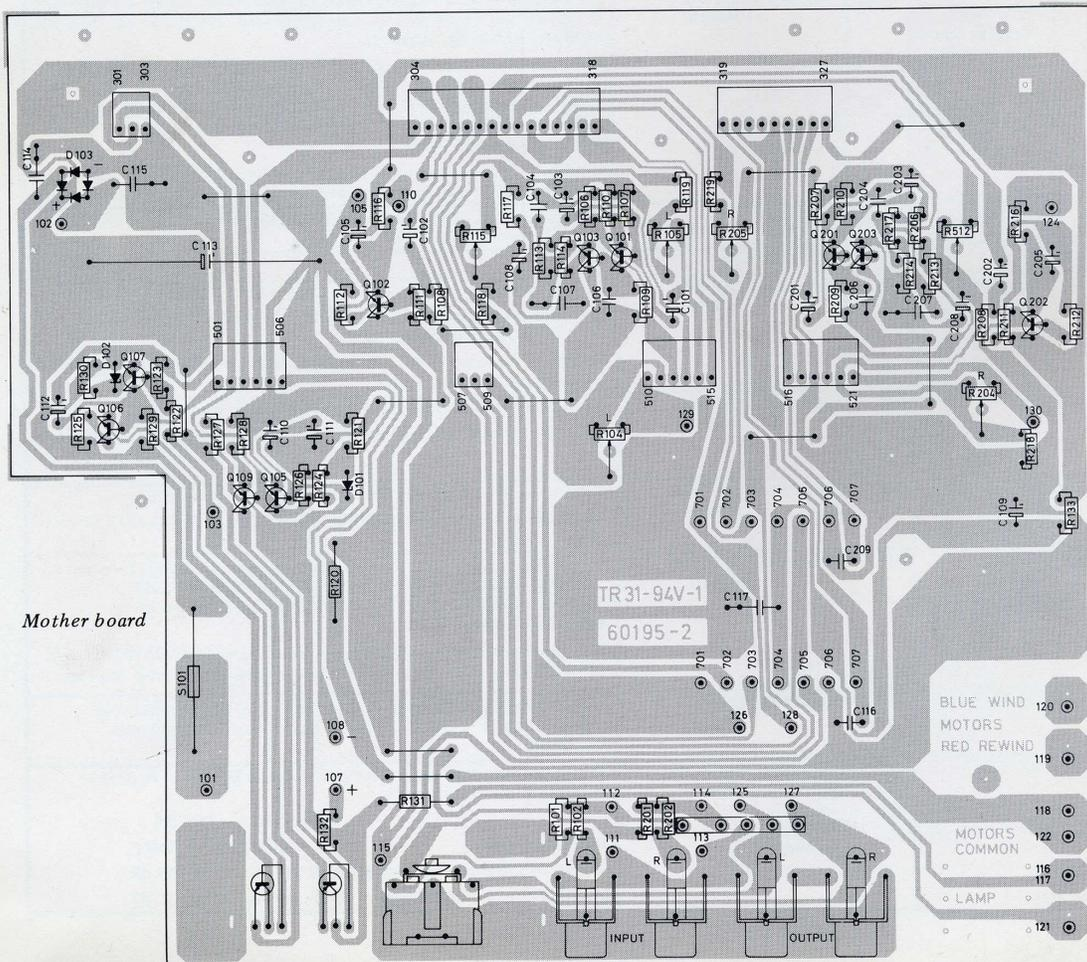 301 303
304 318
319 327
C114
D103
-
C115
+
102
C113
105
R116
110
C105
C102
R115
R117
C104
C103
R106
R110
R107
C108
R113
R114
Q103
Q101
C107
C106
R109
C101
R119
R219
L
R105
R
R205
R207
R210
C204
C203
Q201
Q203
R217
R206
R512
R216
124
C205
C202
R214
R213
C201
R209
C206
C207
C208
R208
R211
Q202
R212
R112
Q102
R111
R108
R118
501 506
507 509
510 515
516 521
R130
D102
Q107
R123
C112
R125
Q106
R129
R122
R127
R128
C110
C111
R121
Q109
Q105
R126
R124
D101
103
L
R104
129
R
R204
130
R218
C109
R133
701 702 703 704 705 706 707
C209
R120
TR31-94V-1
C117
60195-2
Mother board
S101
701 702 703 704 705 706 707
126 128
C116
BLUE WIND 120
MOTORS
RED REWIND
119
108 -
101
107 +
R131
R132
115
R101
R102
112
R201
R202
114 125 127
111
113
118
MOTORS 122
COMMON
116
117
LAMP
121
L R L R
INPUT OUTPUT